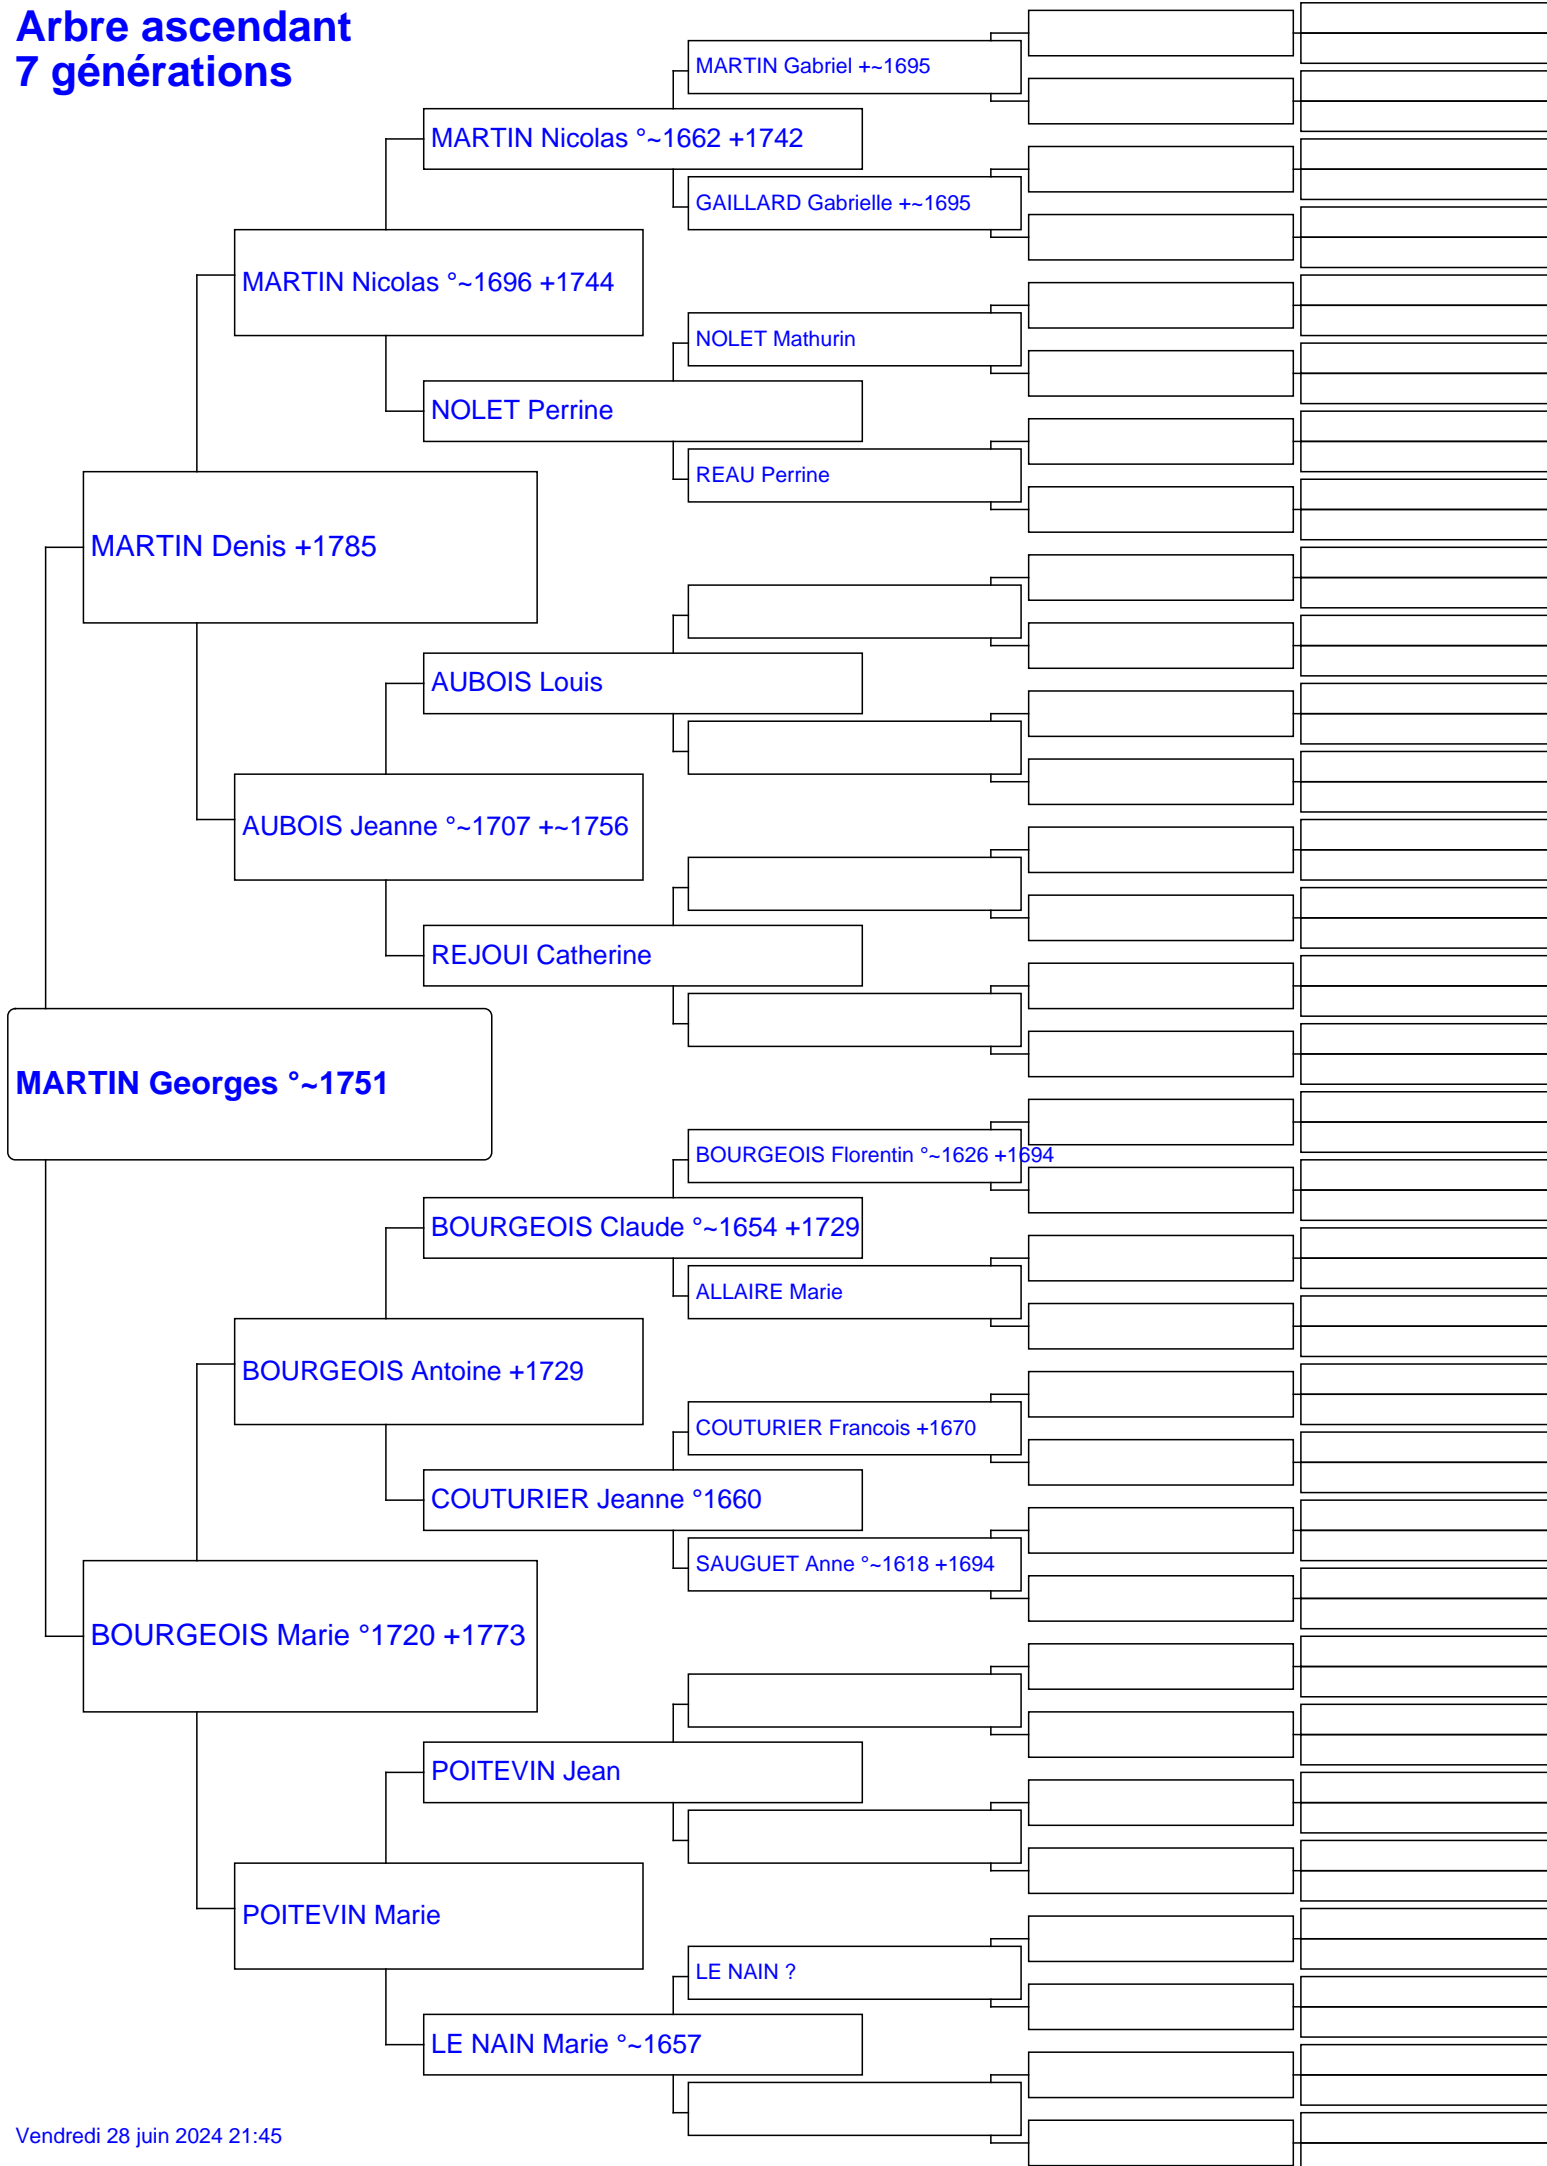 Arbre ascendant
7 générations
MARTIN Gabriel +~1695
MARTIN Nicolas °~1662 +1742
GAILLARD Gabrielle +~1695
MARTIN Nicolas °~1696 +1744
NOLET Mathurin
NOLET Perrine
REAU Perrine
MARTIN Denis +1785
AUBOIS Louis
AUBOIS Jeanne °~1707 +~1756
REJOUI Catherine
MARTIN Georges °~1751
BOURGEOIS Florentin °~1626 +1694
BOURGEOIS Claude °~1654 +1729
ALLAIRE Marie
BOURGEOIS Antoine +1729
COUTURIER Francois +1670
COUTURIER Jeanne °1660
SAUGUET Anne °~1618 +1694
BOURGEOIS Marie °1720 +1773
POITEVIN Jean
POITEVIN Marie
LE NAIN ?
LE NAIN Marie °~1657
Vendredi 28 juin 2024 21:45